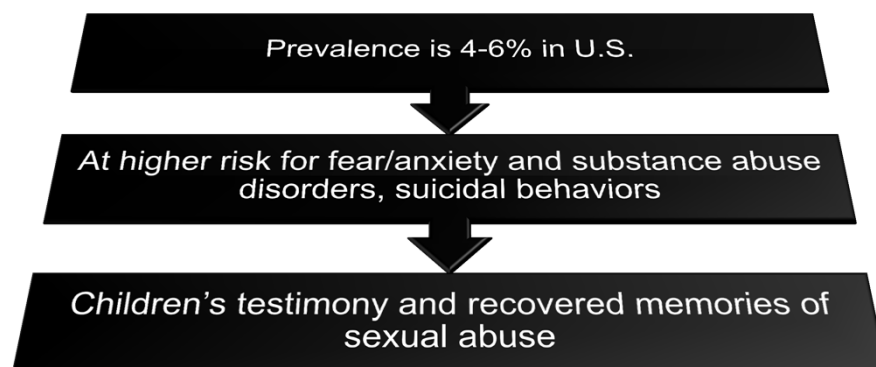 Prevalence is 4-6% in U.S.
At higher risk for fear/anxiety and substance abuse
disorders, suicidal behaviors
Children’s testimony and recovered memories of
sexual abuse